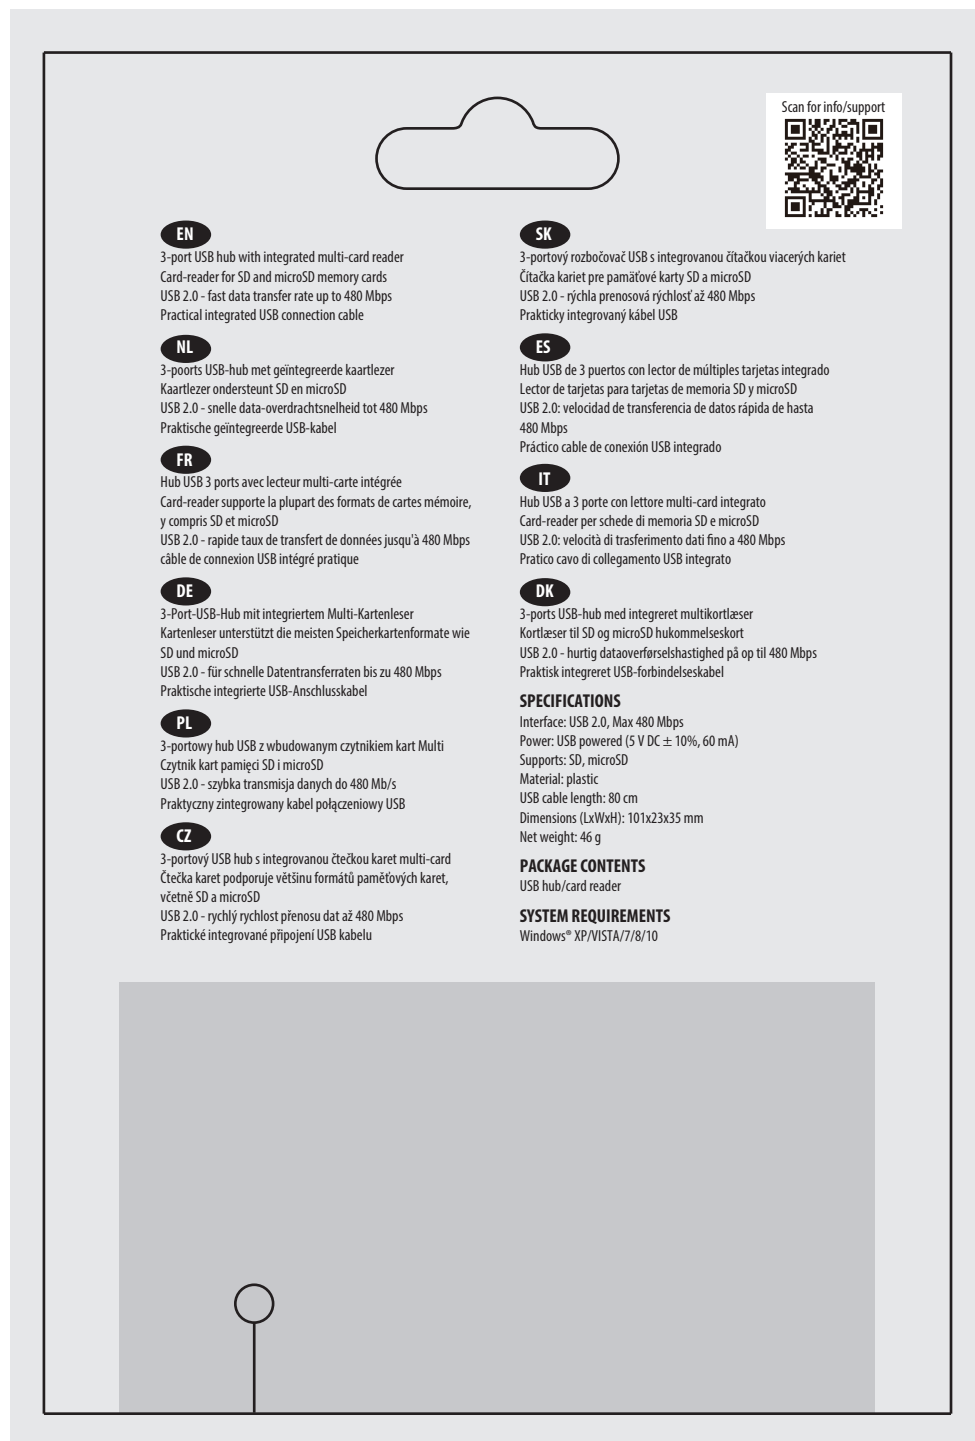 Scan for info/support
EN
3-port USB hub with integrated multi-card reader
Card-reader for SD and microSD memory cards
USB 2.0 - fast data transfer rate up to 480 Mbps
Practical integrated USB connection cable
NL
3-poorts USB-hub met geïntegreerde kaartlezer
Kaartlezer ondersteunt SD en microSD
USB 2.0 - snelle data-overdrachtsnelheid tot 480 Mbps
Praktische geïntegreerde USB-kabel
FR
Hub USB 3 ports avec lecteur multi-carte intégrée
Card-reader supporte la plupart des formats de cartes mémoire,
y compris SD et microSD
USB 2.0 - rapide taux de transfert de données jusqu'à 480 Mbps
câble de connexion USB intégré pratique
DE
3-Port-USB-Hub mit integriertem Multi-Kartenleser
Kartenleser unterstützt die meisten Speicherkartenformate wie
SD und microSD
USB 2.0 - für schnelle Datentransferraten bis zu 480 Mbps
Praktische integrierte USB-Anschlusskabel
PL
3-portowy hub USB z wbudowanym czytnikiem kart Multi
Czytnik kart pamięci SD i microSD
USB 2.0 - szybka transmisja danych do 480 Mb/s
Praktyczny zintegrowany kabel połączeniowy USB
CZ
3-portový USB hub s integrovanou čtečkou karet multi-card
Čtečka karet podporuje většinu formátů paměťových karet,
včetně SD a microSD
USB 2.0 - rychlý rychlost přenosu dat až 480 Mbps
Praktické integrované připojení USB kabelu
SK
3-portový rozbočovač USB s integrovanou čítačkou viacerých kariet
Čítačka kariet pre pamäťové karty SD a microSD
USB 2.0 - rýchla prenosová rýchlosť až 480 Mbps
Prakticky integrovaný kábel USB
ES
Hub USB de 3 puertos con lector de múltiples tarjetas integrado
Lector de tarjetas para tarjetas de memoria SD y microSD
USB 2.0: velocidad de transferencia de datos rápida de hasta
480 Mbps
Práctico cable de conexión USB integrado
IT
Hub USB a 3 porte con lettore multi-card integrato
Card-reader per schede di memoria SD e microSD
USB 2.0: velocità di trasferimento dati fino a 480 Mbps
Pratico cavo di collegamento USB integrato
DK
3-ports USB-hub med integreret multikortlæser
Kortlæser til SD og microSD hukommelseskort
USB 2.0 - hurtig dataoverførselshastighed på op til 480 Mbps
Praktisk integreret USB-forbindelseskabel
SPECIFICATIONS
Interface: USB 2.0, Max 480 Mbps
Power: USB powered (5 V DC ± 10%, 60 mA)
Supports: SD, microSD
Material: plastic
USB cable length: 80 cm
Dimensions (LxWxH): 101x23x35 mm
Net weight: 46 g
PACKAGE CONTENTS
USB hub/card reader
SYSTEM REQUIREMENTS
Windows® XP/VISTA/7/8/10